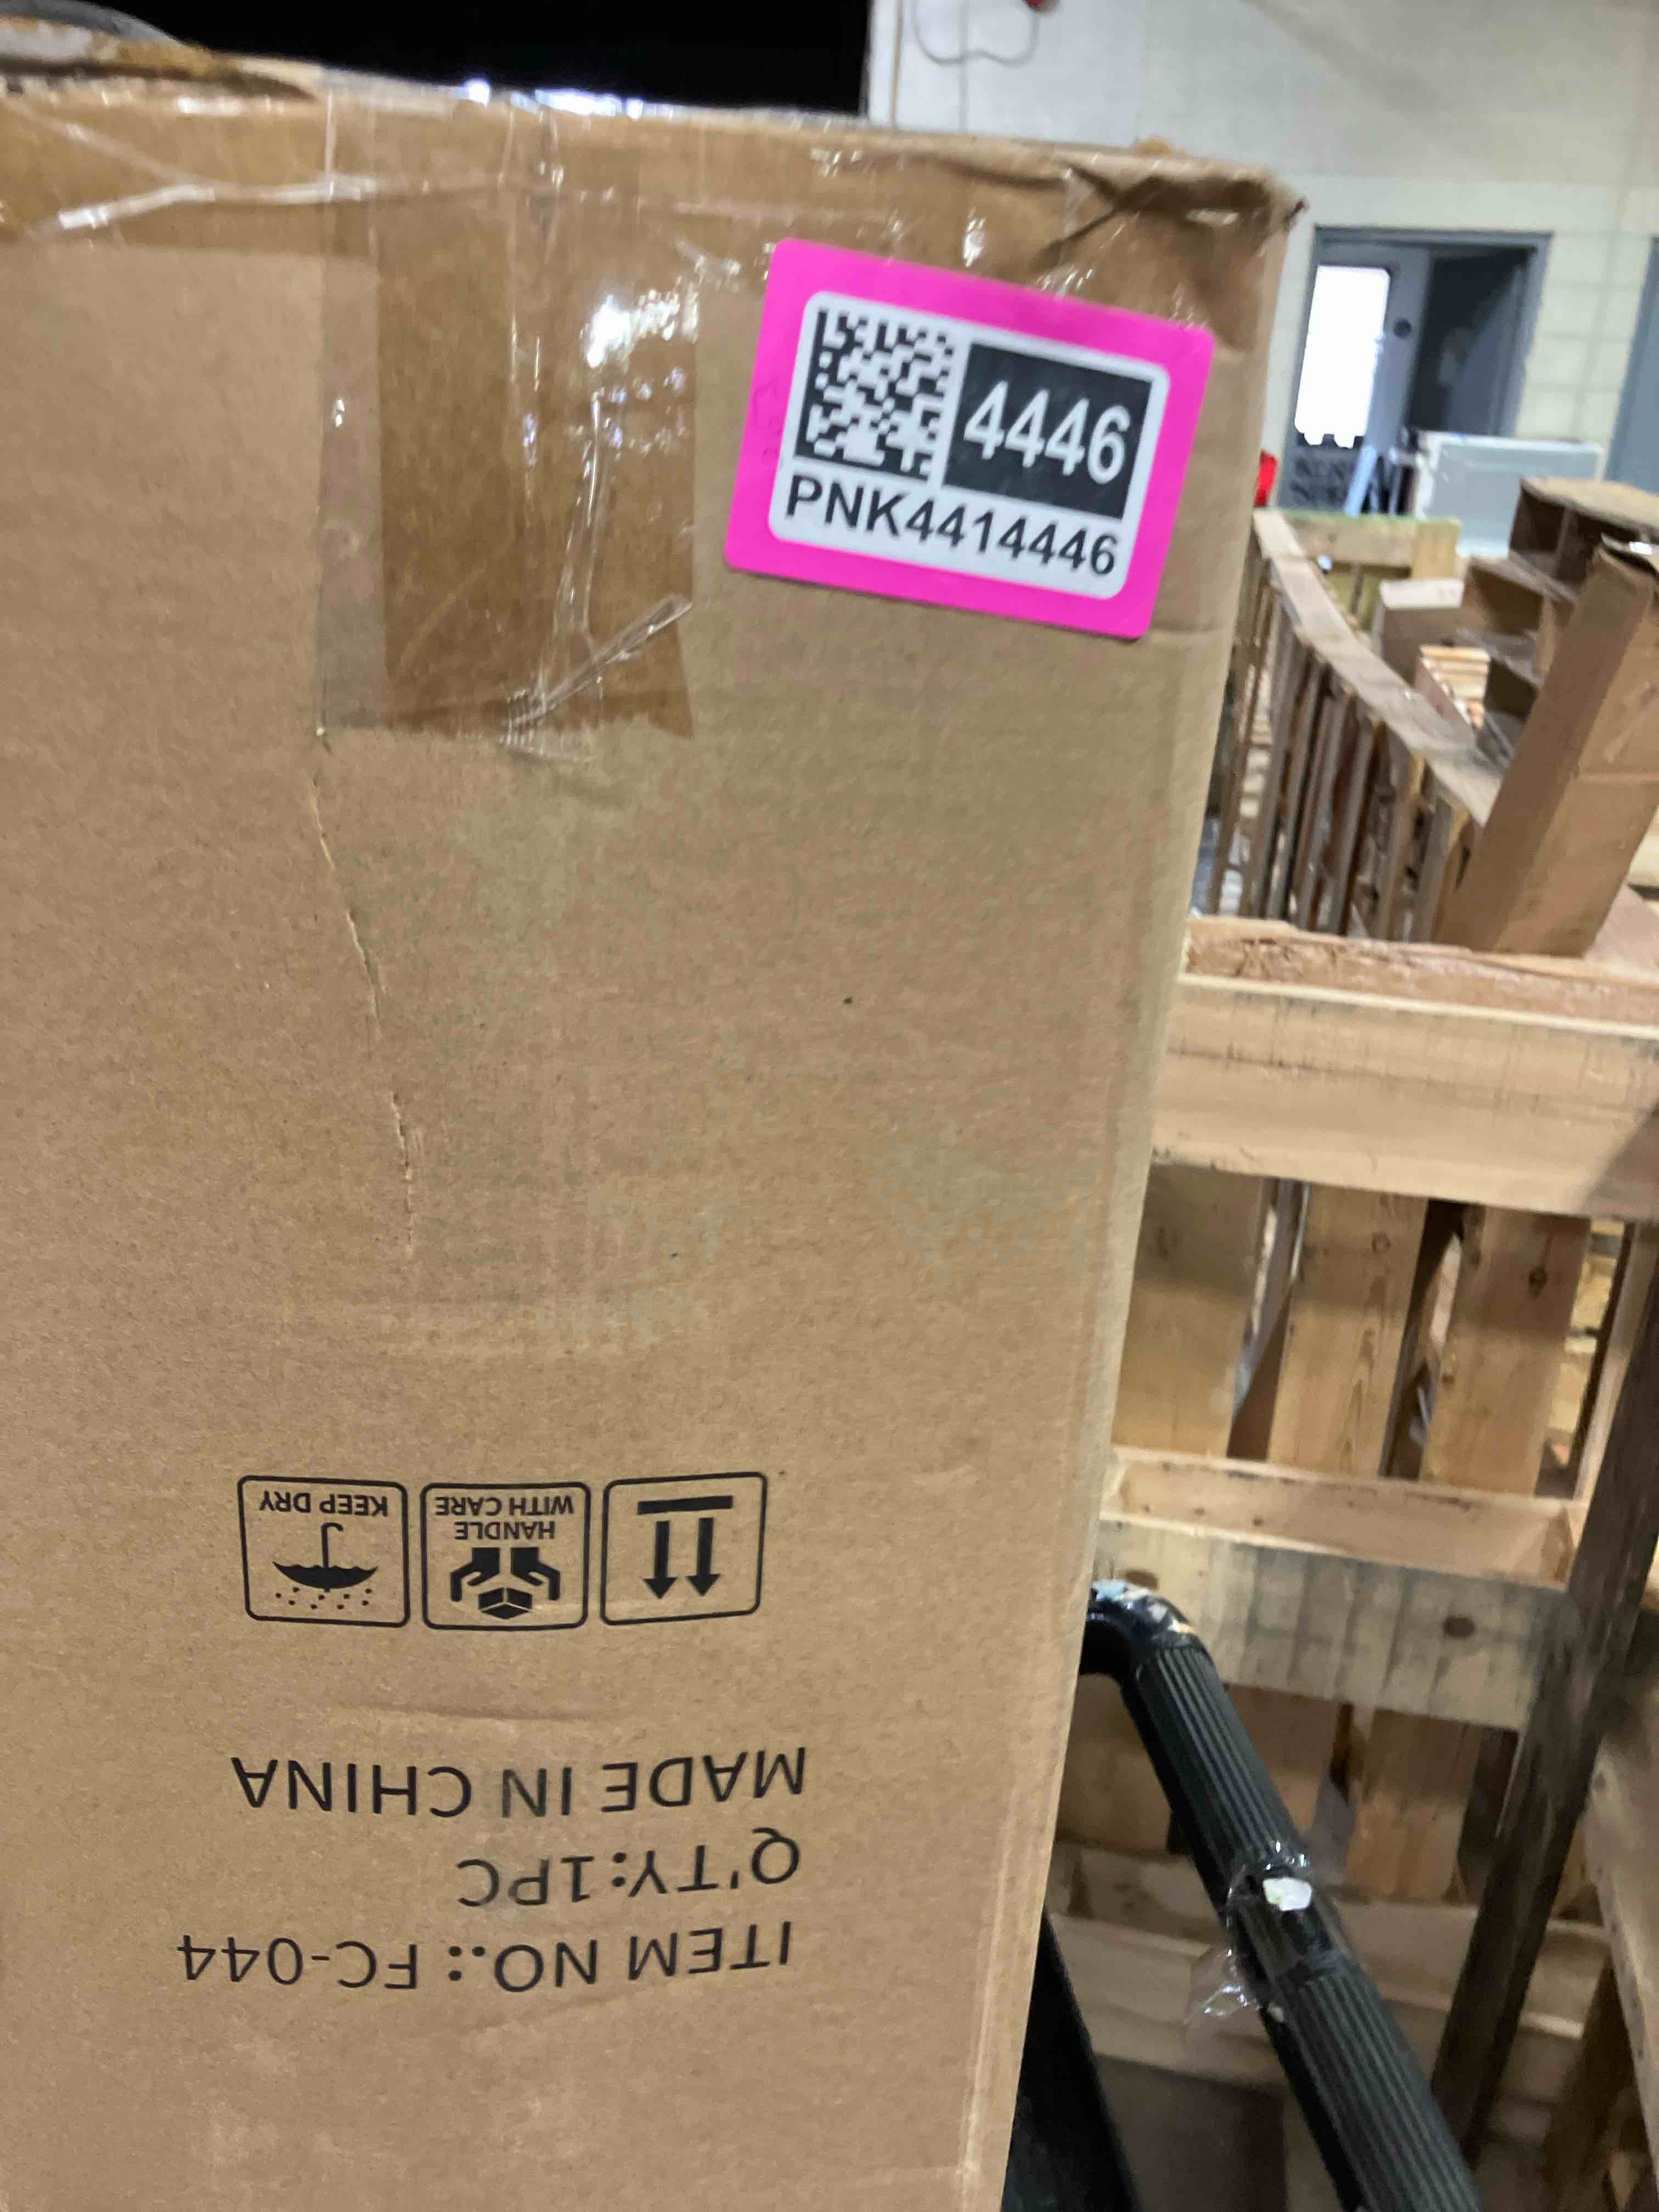 4446
PNK4414446
ITEM NO.: FC-044
Q'TY:1PC
MADE IN CHINA
HANDLE
WITH CARE
KEEP DRY